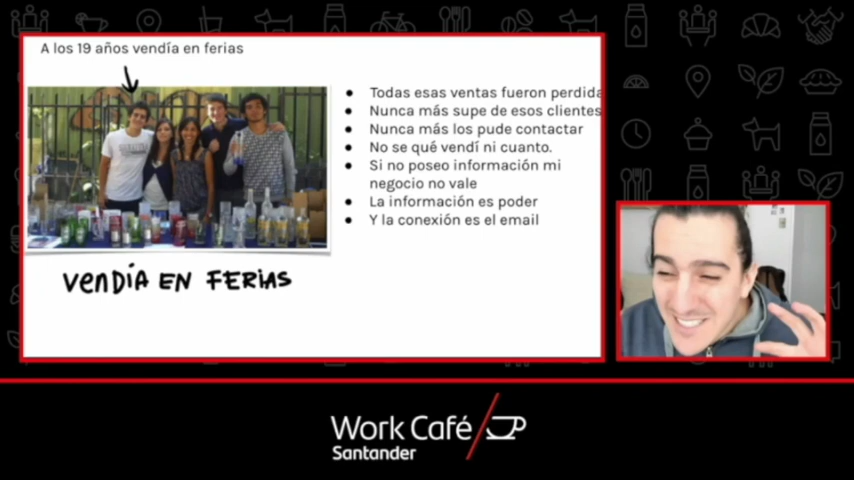 A los 19 años vendía en ferias
● Todas esas ventas fueron perdida
● Nunca más supe de esos clientes
● Nunca más los pude contactar
● No se qué vendí ni cuanto.
● Si no poseo información mi
negocio no vale
● La información es poder
● Y la conexión es el email
VENDÍA EN FERIAS
Work Café
Santander